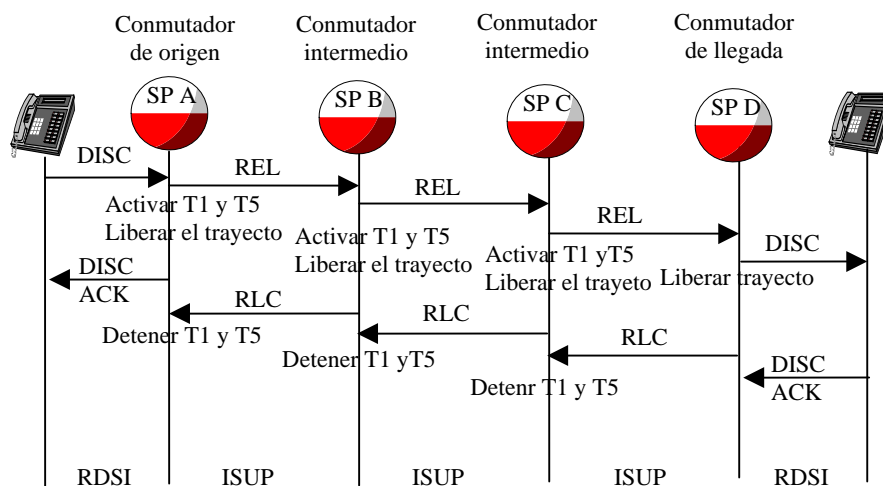 Conmutador
de origen
Conmutador
intermedio
Conmutador
intermedio
Conmutador
de llegada
SP A
SP B
SP C
SP D
DISC
REL
REL
REL
DISC
Activar T1 y T5
Liberar el trayecto
Activar T1 y T5
Liberar el trayecto
Activar T1 yT5
Liberar el trayeto
Liberar trayecto
DISC
ACK
RLC
RLC
RLC
DISC
ACK
Detener T1 y T5
Detener T1 yT5
Detenr T1 y T5
RDSI
ISUP
ISUP
ISUP
RDSI